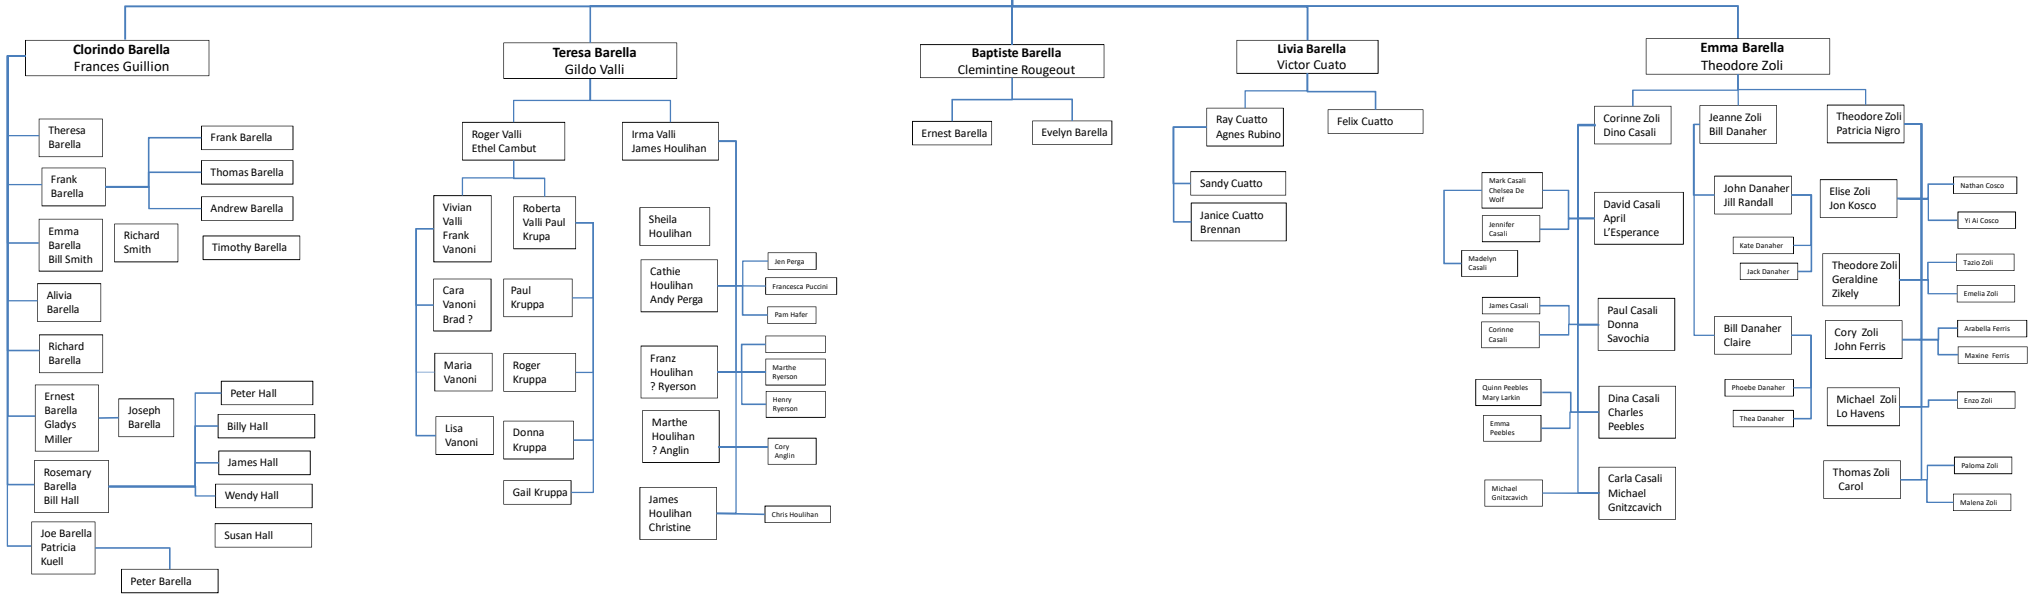 Clorindo Barella
Frances Guillion
Theresa
Barella
Frank
Barella
Frank Barella
Thomas Barella
Andrew Barella
Emma
Barella
Bill Smith
Richard
Smith
Timothy Barella
Alivia
Barella
Richard
Barella
Ernest
Barella
Gladys
Miller
Joseph
Barella
Rosemary
Barella
Bill Hall
Peter Hall
Billy Hall
James Hall
Wendy Hall
Susan Hall
Joe Barella
Patricia
Kuell
Peter Barella
Teresa Barella
Gildo Valli
Roger Valli
Ethel Cambut
Vivian
Valli
Frank
Vanoni
Cara
Vanoni
Brad ?
Maria
Vanoni
Lisa
Vanoni
Roberta
Valli Paul
Krupa
Paul
Kruppa
Roger
Kruppa
Donna
Kruppa
Gail Kruppa
Irma Valli
James Houlihan
Sheila
Houlihan
Cathie
Houlihan
Andy Perga
Jen Perga
Francesca Puccini
Pam Hafer
Franz
Houlihan
? Ryerson
Marthe
Ryerson
Henry
Ryerson
Marthe
Houlihan
? Anglin
Cory
Anglin
James
Houlihan
Christine
Chris Houlihan
Baptiste Barella
Clemintine Rougeout
Ernest Barella
Evelyn Barella
Livia Barella
Victor Cuato
Ray Cuatto
Agnes Rubino
Sandy Cuatto
Janice Cuatto
Brennan
Felix Cuatto
Emma Barella
Theodore Zoli
Corinne Zoli
Dino Casali
David Casali
April
L'Esperance
Mark Casali
Chelsea De
Wolf
Jennifer
Casali
Madelyn
Casali
Paul Casali
Donna
Savochia
James Casali
Corinne
Casali
Dina Casali
Charles
Peebles
Quinn Peebles
Mary Larkin
Emma
Peebles
Carla Casali
Michael
Gnitzcavich
Michael
Gnitzcavich
Jeanne Zoli
Bill Danaher
John Danaher
Jill Randall
Kate Danaher
Jack Danaher
Bill Danaher
Claire
Phoebe Danaher
Thea Danaher
Theodore Zoli
Patricia Nigro
Elise Zoli
Jon Kosco
Nathan Cosco
Yi Ai Cosco
Theodore Zoli
Geraldine
Zikely
Tazio Zoli
Emelia Zoli
Cory Zoli
John Ferris
Arabella Ferris
Maxine Ferris
Michael Zoli
Lo Havens
Enzo Zoli
Thomas Zoli
Carol
Paloma Zoli
Malena Zoli